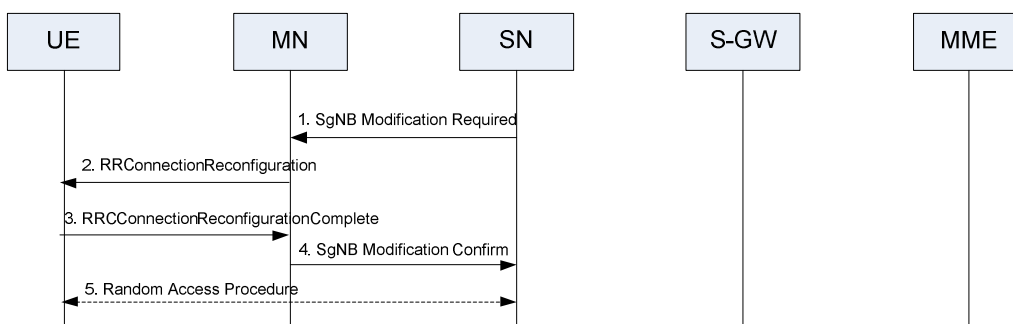 UE
MN
SN
S-GW
MME
1. SgNB Modification Required
2. RRConnectionReconfiguration
3. RRCConnectionReconfigurationComplete
4. SgNB Modification Confirm
5. Random Access Procedure